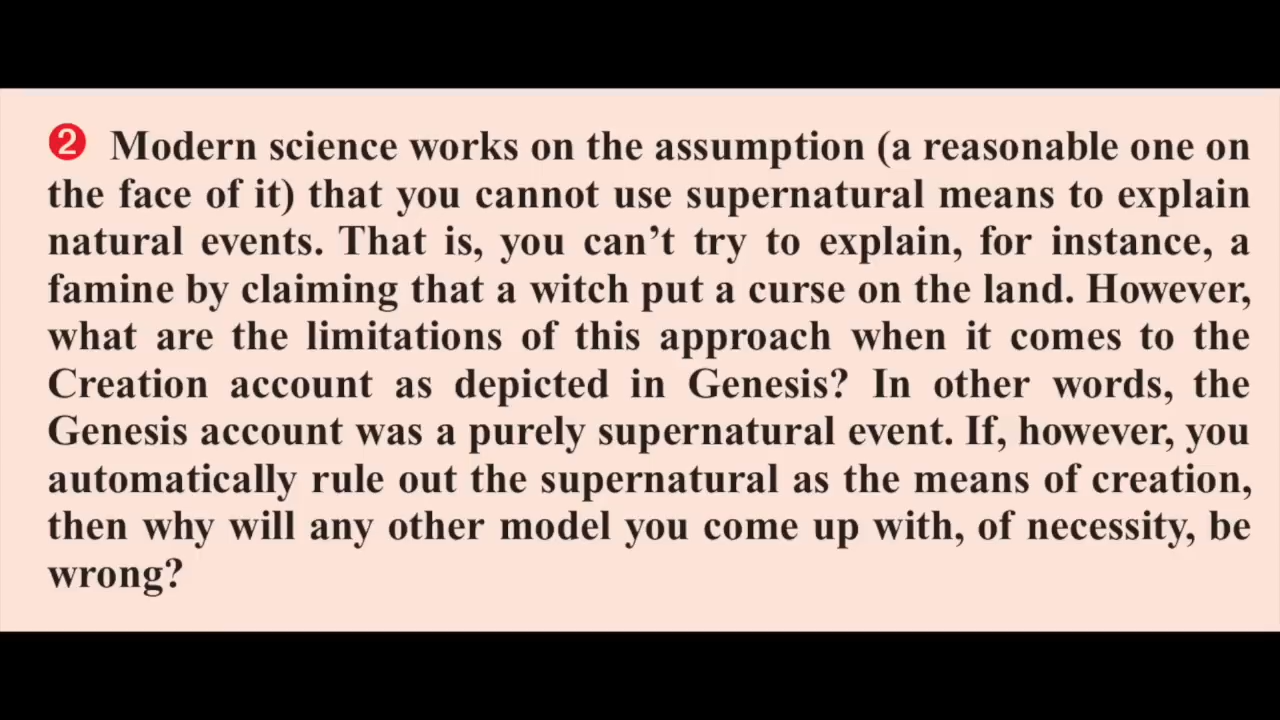 2 Modern science works on the assumption (a reasonable one on
the face of it) that you cannot use supernatural means to explain
natural events. That is, you can’t try to explain, for instance, a
famine by claiming that a witch put a curse on the land. However,
what are the limitations of this approach when it comes to the
Creation account as depicted in Genesis? In other words, the
Genesis account was a purely supernatural event. If, however, you
automatically rule out the supernatural as the means of creation,
then why will any other model you come up with, of necessity, be
wrong?